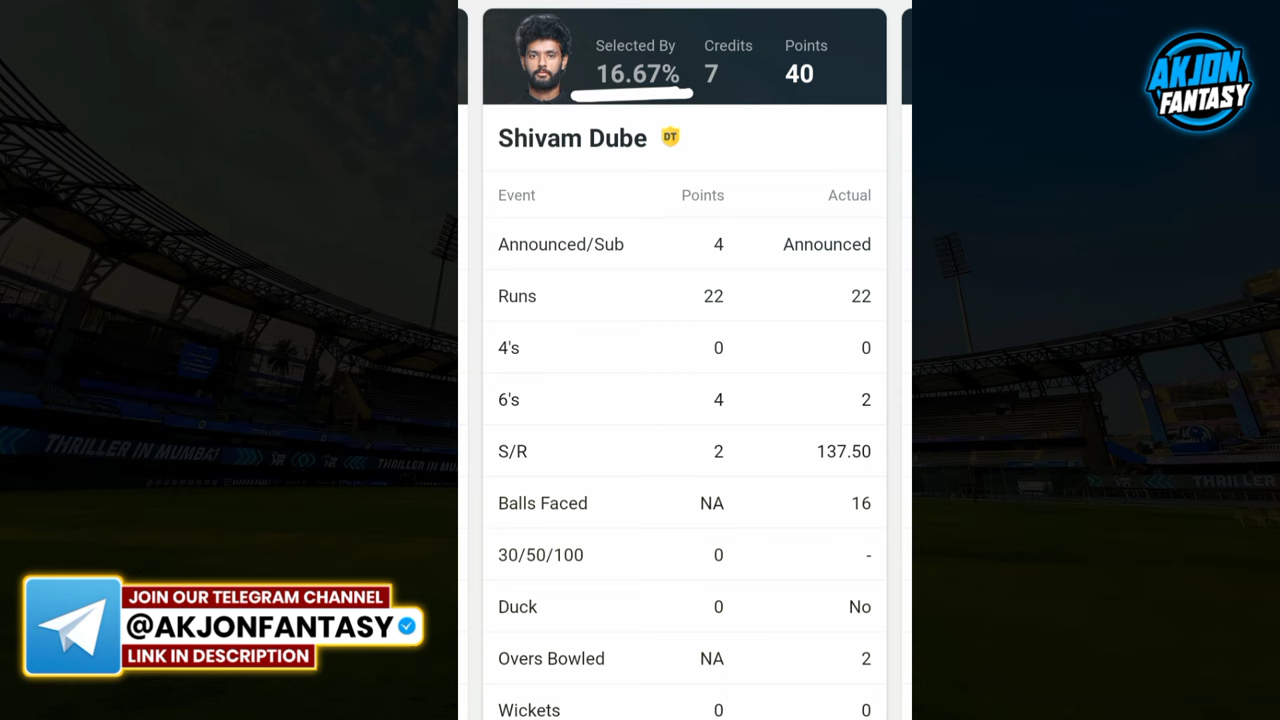 Selected By Credits Points
16.67% 7 40
AKJON
FANTASY
Shivam Dube DT
Event Points Actual
Announced/Sub 4 Announced
Runs 22 22
4's 0 0
6's 4 2
S/R 2 137.50
Balls Faced NA 16
30/50/100 0 -
Duck 0 No
Overs Bowled NA 2
Wickets 0 0
THRILLER IN MUMBAI
THRILLER IN MU
THRILLER
JOIN OUR TELEGRAM CHANNEL
@AKJONFANTASY
LINK IN DESCRIPTION